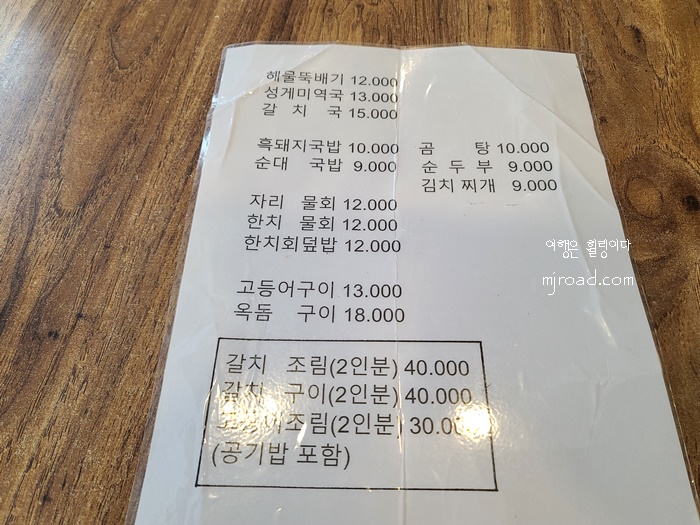 해물뚝배기 12.000
성게미역국 13.000
갈 치 국 15.000
흑돼지국밥 10.000
순대 국밥 9.000
곰 탕 10.000
순 두 부 9.000
김치 찌개 9.000
자리 물회 12.000
한치 물회 12.000
한치회덮밥 12.000
고등어구이 13.000
옥돔 구이 18.000
갈치 조림(2인분) 40.000
갈치 구이(2인분) 40.000
고등어조림(2인분) 30.000
(공기밥 포함)
여행은 힐링이다
mjroad.com